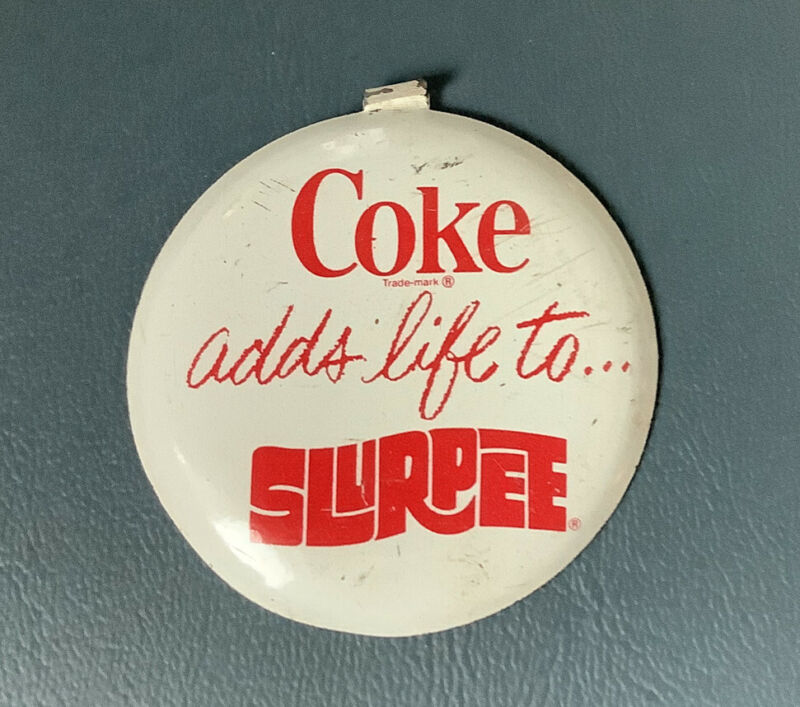 Coke
Trade-mark ®
adds life to...
SLURPEE ®